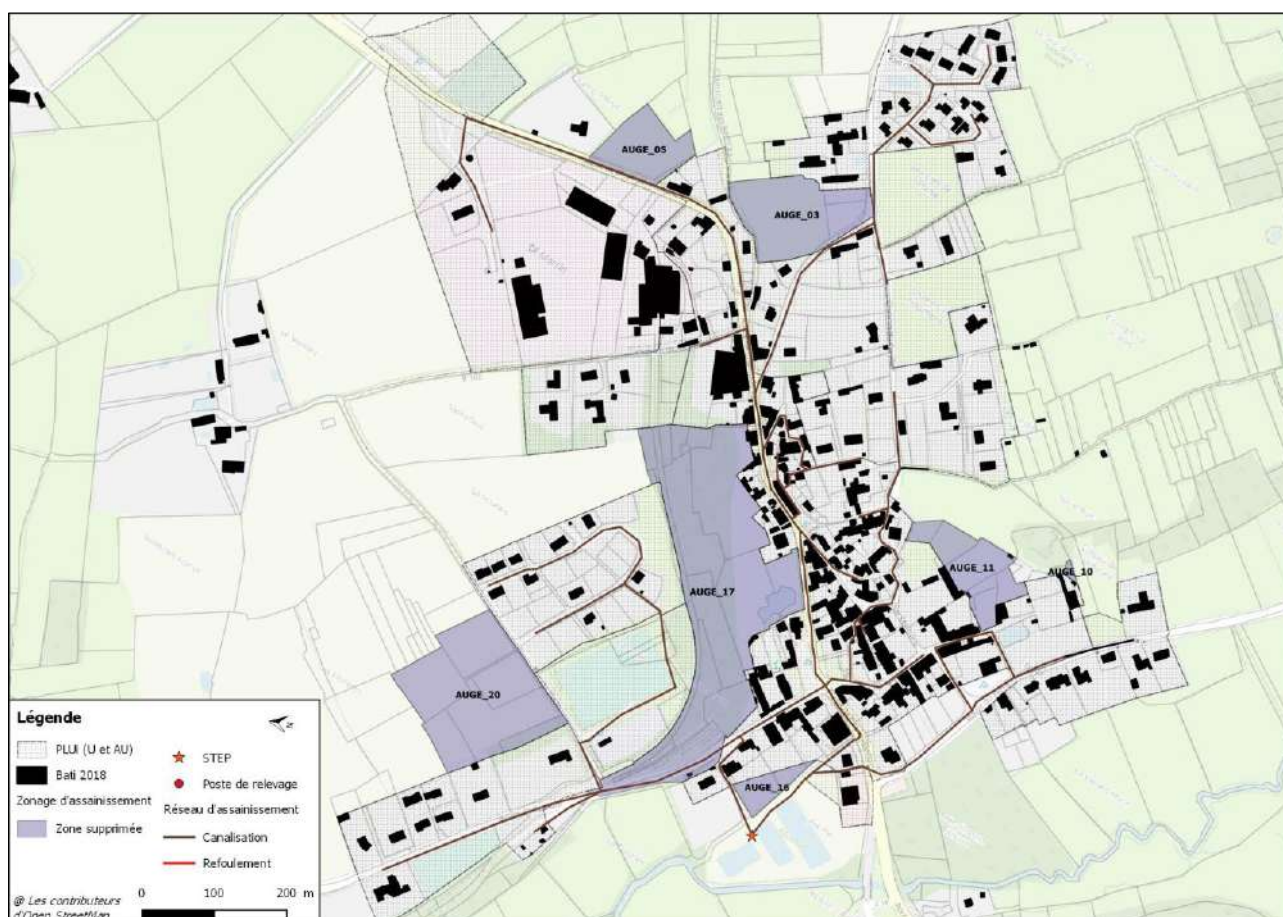 AUGE_05
AUGE_03
AUGE_11
AUGE_10
AUGE_17
AUGE_20
AUGE_16
Légende
N
PLUI (U et AU)
Bati 2018
Zonage d'assainissement
Zone supprimée
STEP
Poste de relevage
Réseau d'assainissement
Canalisation
Refoulement
0 100 200 m
@ Les contributeurs
d'Open StreetMap